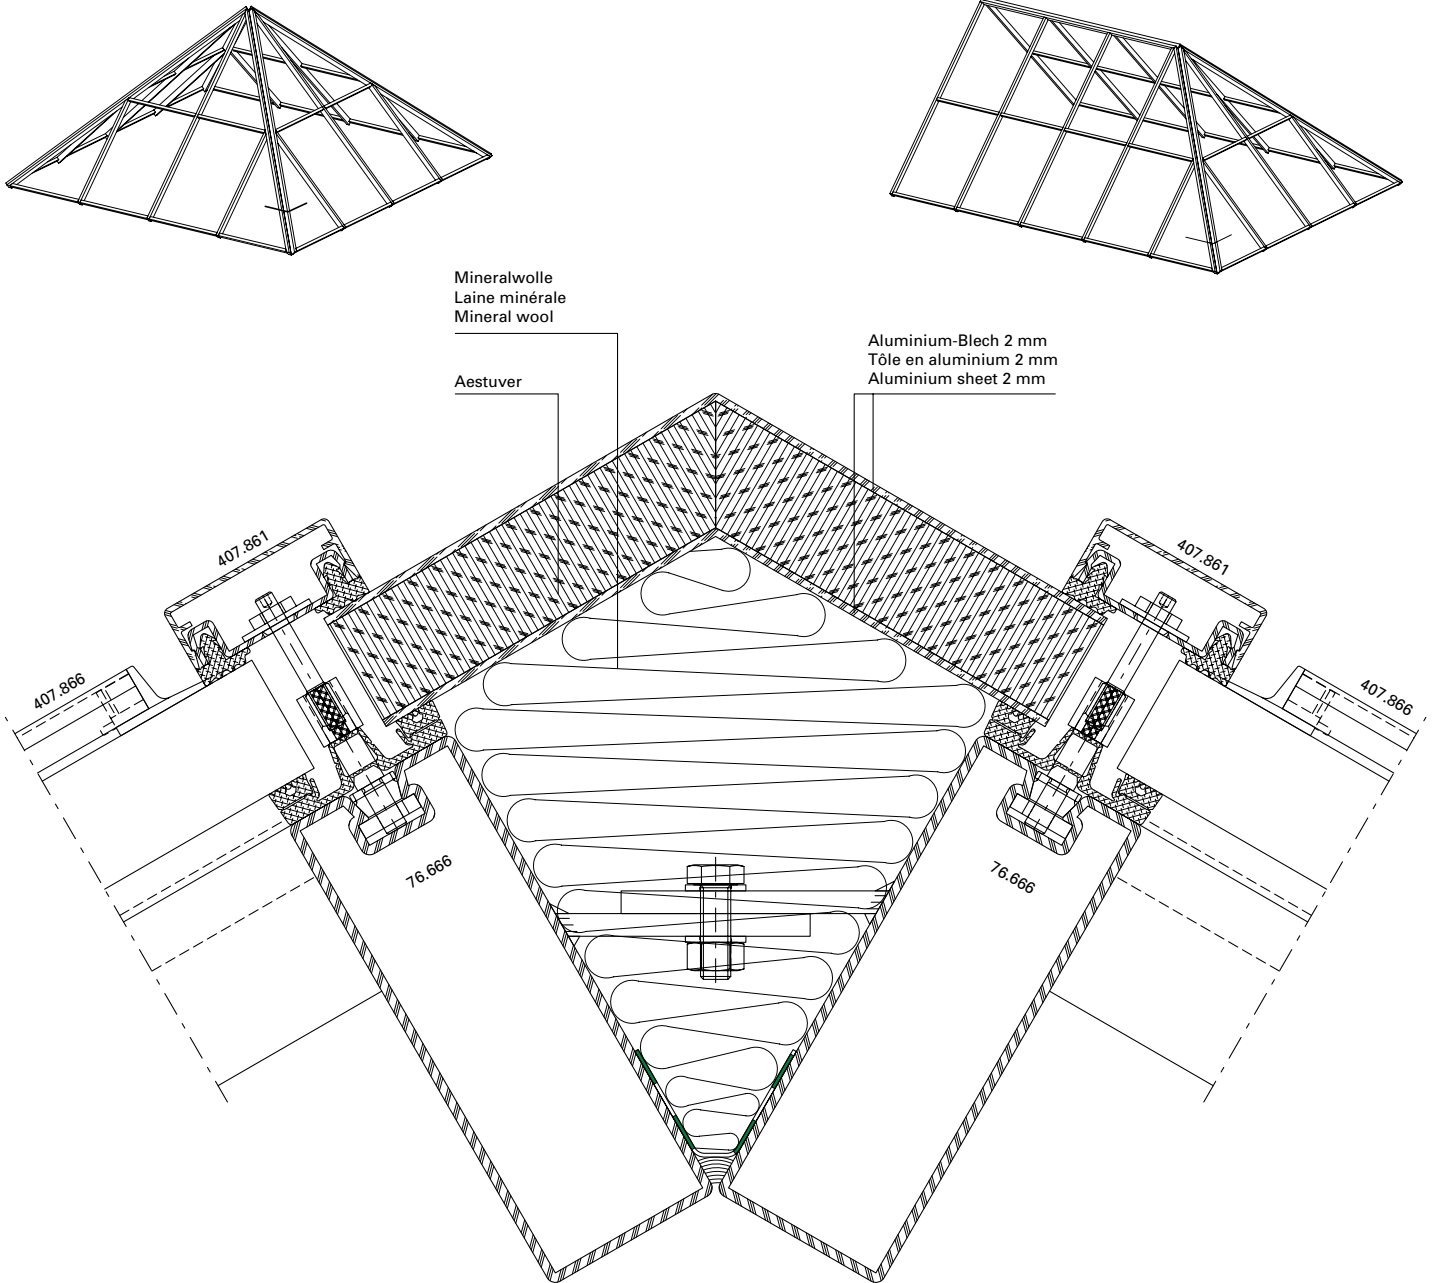 Mineralwolle
Laine minérale
Mineral wool
Aestuver
Aluminium-Blech 2 mm
Tôle en aluminium 2 mm
Aluminium sheet 2 mm
407.861
407.861
407.866
407.866
76.666
76.666